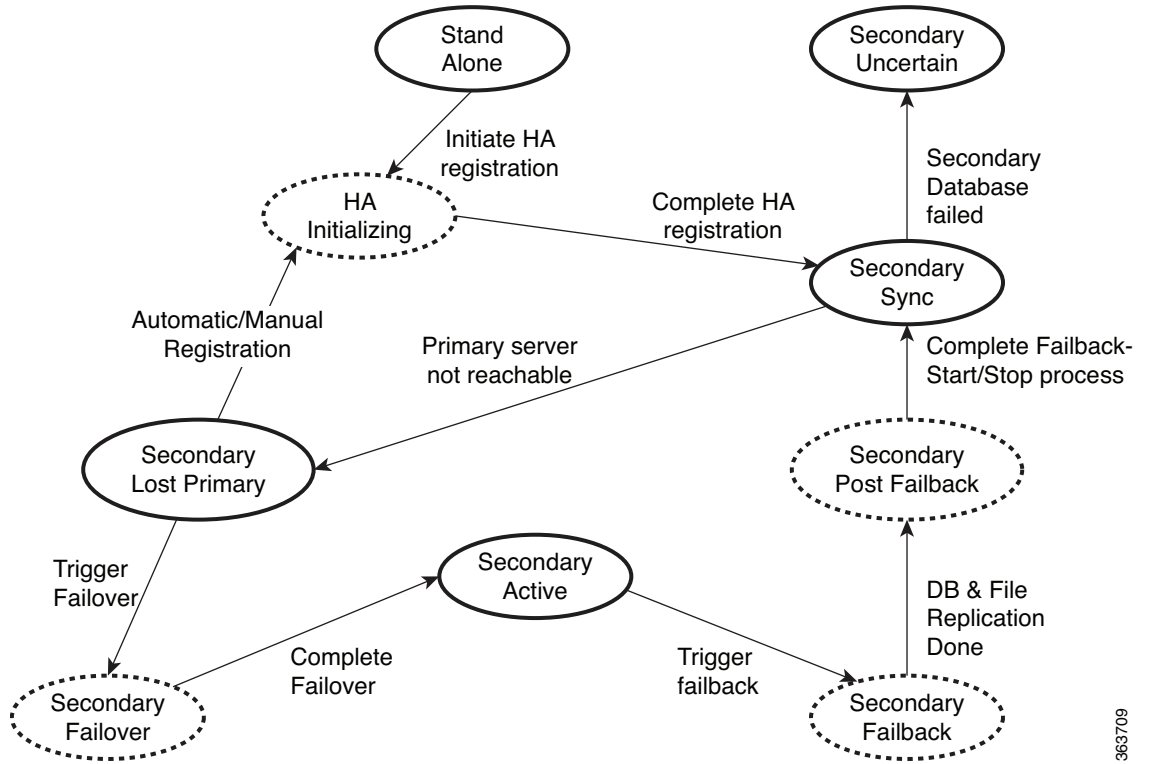 Stand
Alone
Secondary
Uncertain
Initiate HA
registration
Secondary
Database
failed
HA
Initializing
Complete HA
registration
Secondary
Sync
Automatic/Manual
Registration
Primary server
not reachable
Complete Failback-
Start/Stop process
Secondary
Lost Primary
Secondary
Post Failback
Trigger
Failover
Secondary
Active
DB & File
Replication
Done
Complete
Failover
Trigger
failback
Secondary
Failover
Secondary
Failback
363709